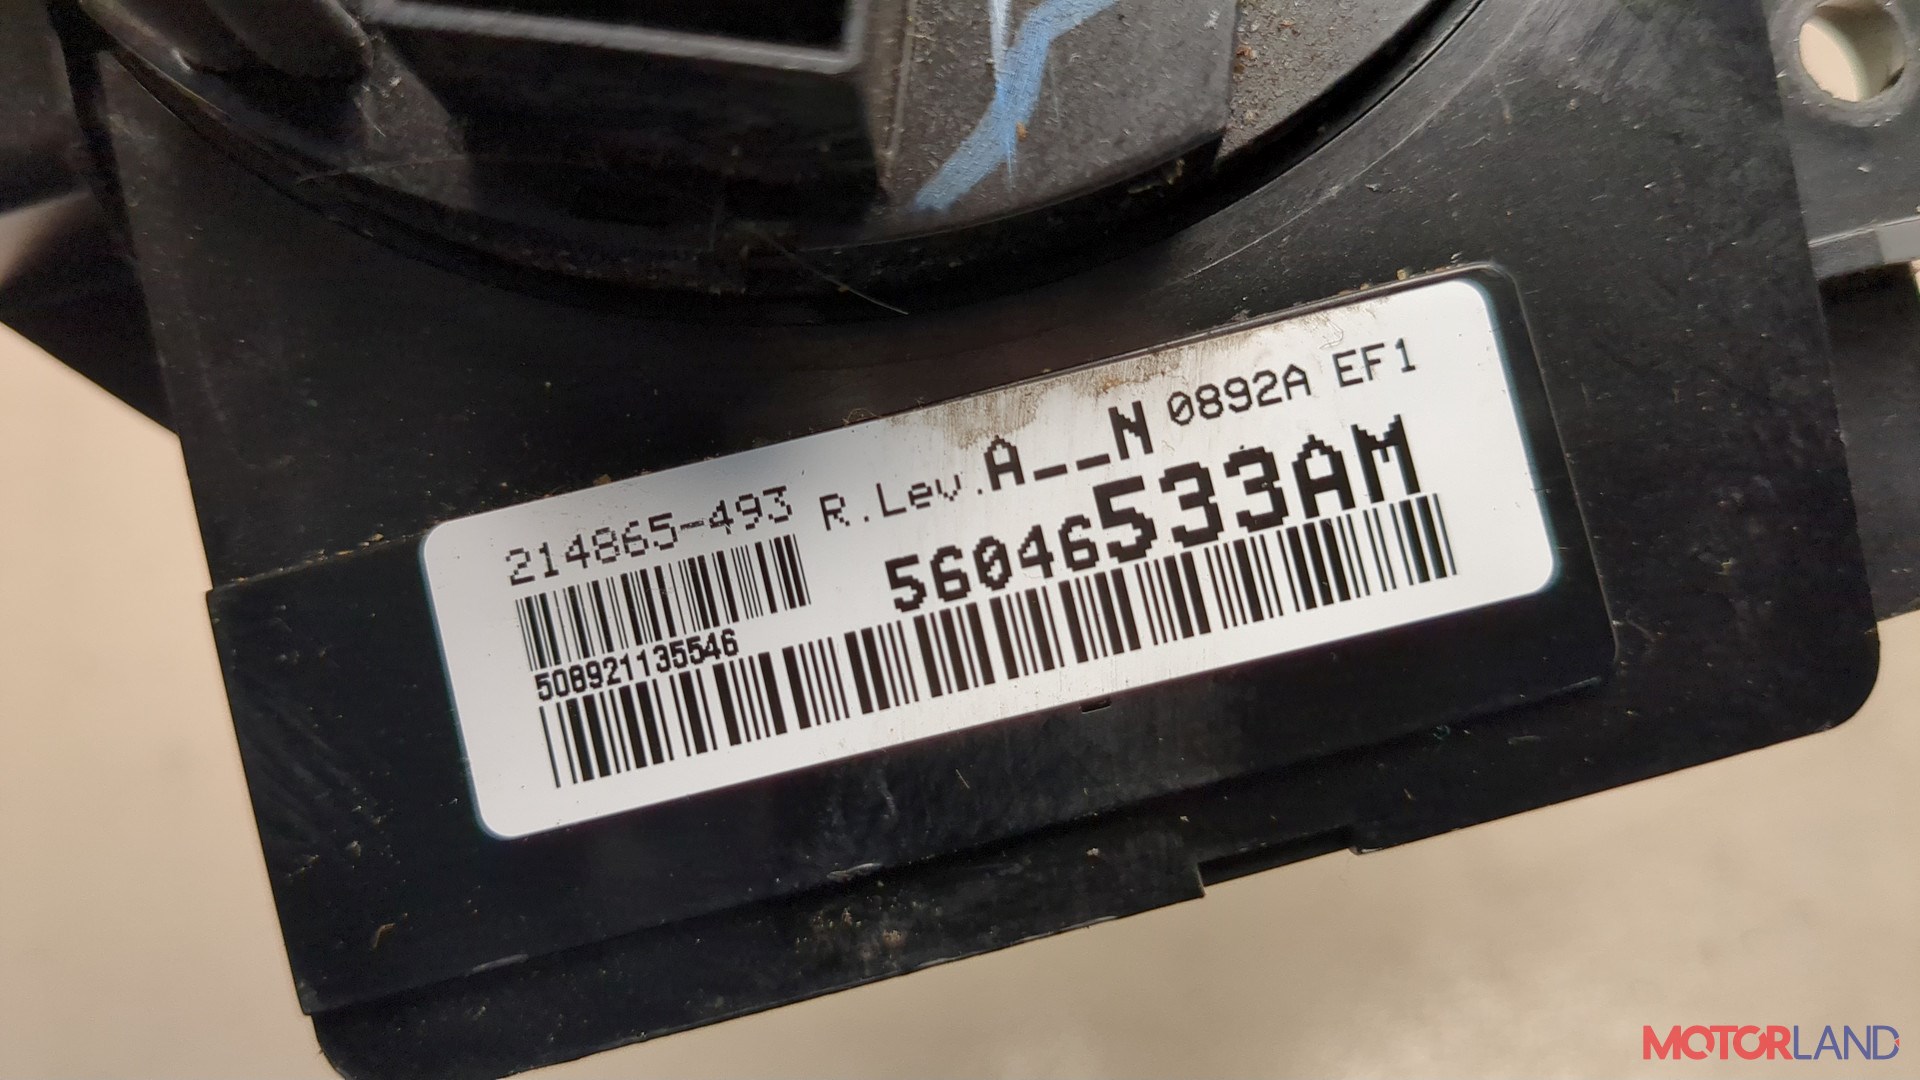 214865-493 R.Lev.A__N 0892A EF1
56046533AM
508921135546
MOTORLAND